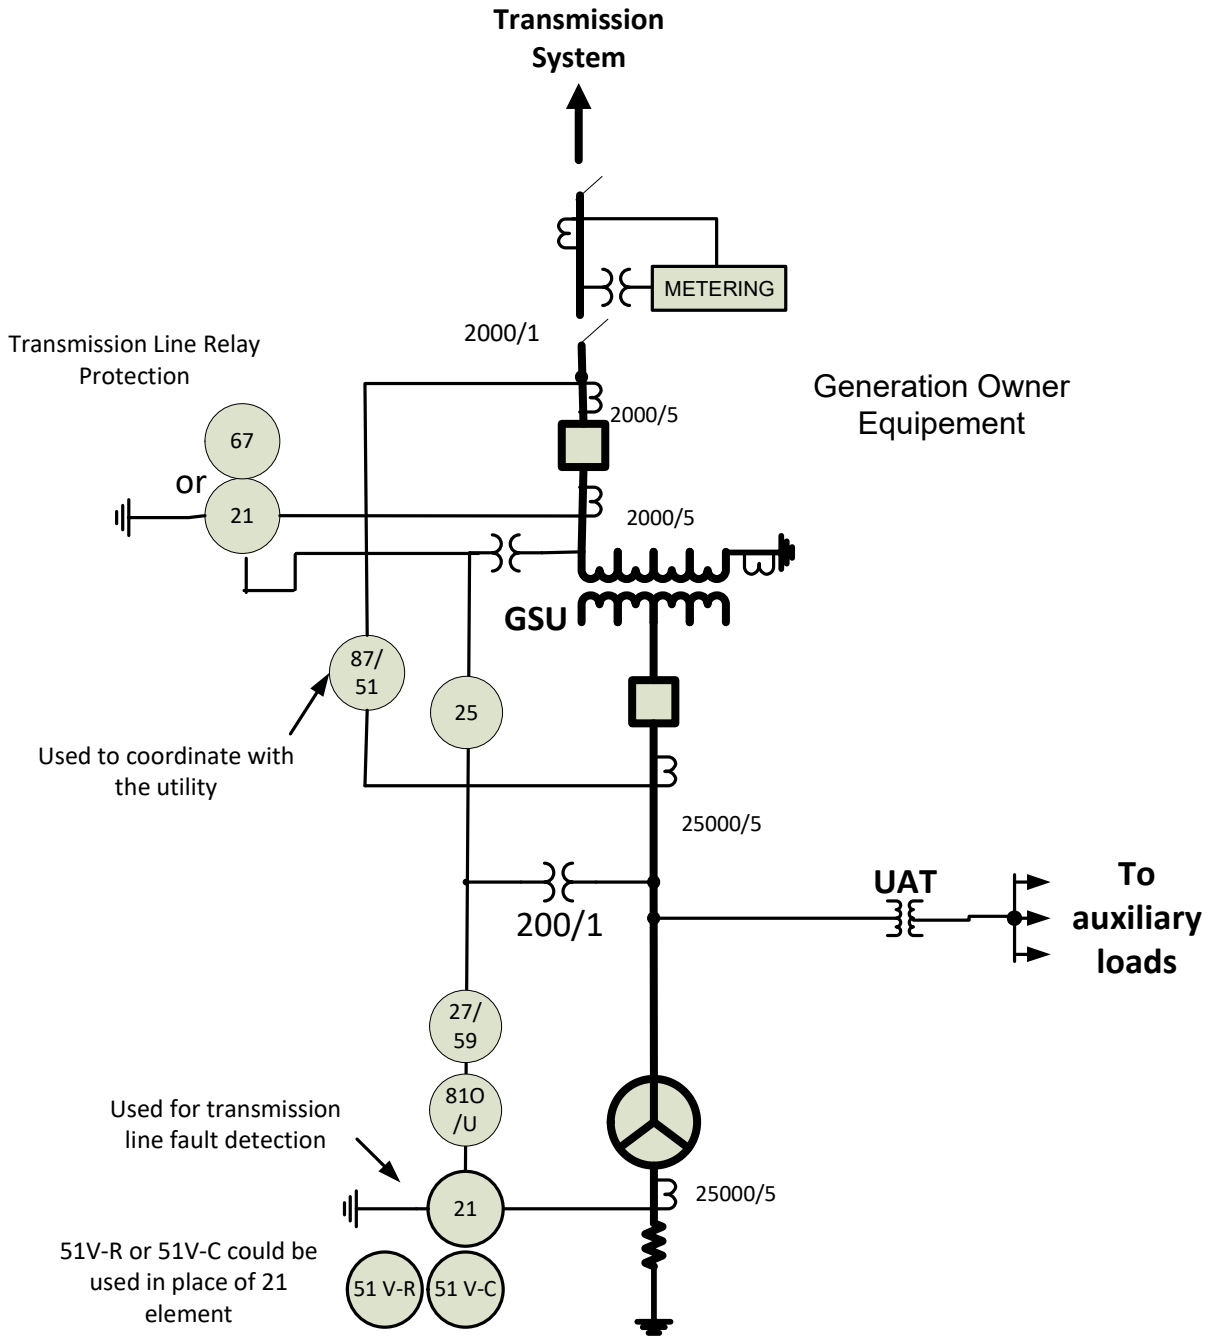 Transmission
System
METERING
2000/1
Transmission Line Relay
Protection
Generation Owner
Equipement
2000/5
67
or
21
2000/5
GSU
87/
51
25
Used to coordinate with
the utility
25000/5
UAT
To
auxiliary
loads
200/1
27/
59
81O
/U
Used for transmission
line fault detection
21
25000/5
51V-R or 51V-C could be
used in place of 21
element
51 V-R
51 V-C